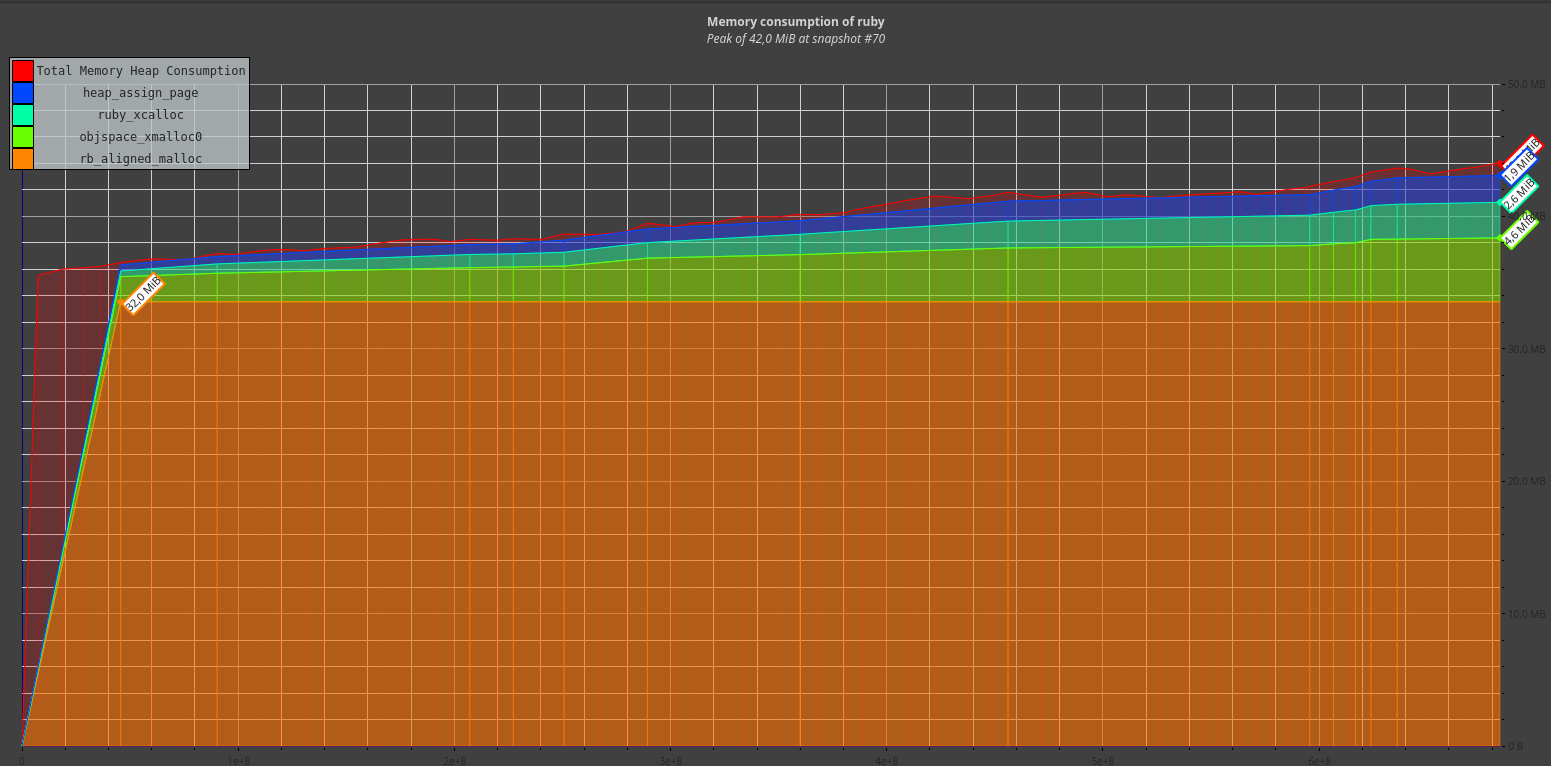 Memory consumption of ruby
Peak of 42,0 MiB at snapshot #70
Total Memory Heap Consumption
heap_assign_page
ruby_xcalloc
objspace_xmalloc0
rb_aligned_malloc
50.0 MB
1,9 MiB
2,6 MiB
4,6 MiB
32,0 MiB
30.0 MB
20.0 MB
10.0 MB
0 B
0 1e+8 2e+8 3e+8 4e+8 5e+8 6e+8